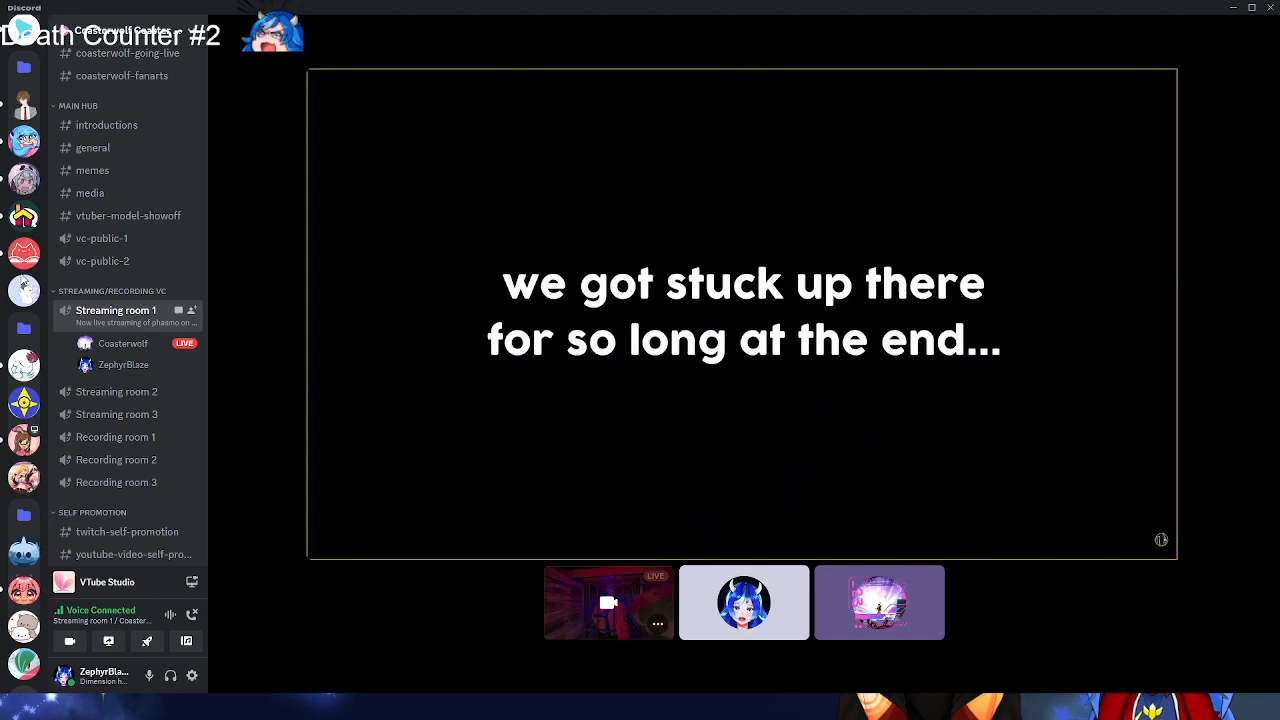 Discord
Death Counter #2
coasterwolf-going-live
coasterwolf-fanarts
MAIN HUB
introductions
general
memes
media
vtuber-model-showoff
vc-public-1
vc-public-2
STREAMING/RECORDING VC
Streaming room 1
Now live streaming of phasmo on ...
Coasterwolf LIVE
ZephyrBlaze
Streaming room 2
Streaming room 3
Recording room 1
Recording room 2
Recording room 3
SELF PROMOTION
twitch-self-promotion
youtube-video-self-pro...
VTube Studio
Voice Connected
Streaming room 1 / Coaster...
ZephyrBla...
Dimension h...
we got stuck up there
for so long at the end...
LIVE